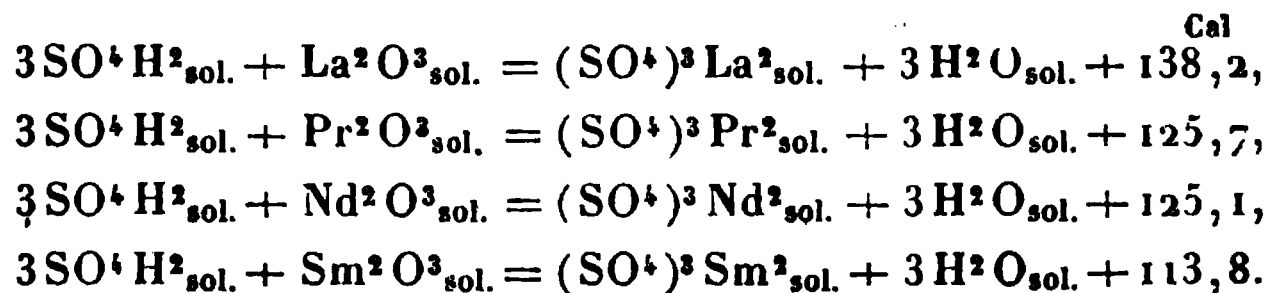 Cal
3SO⁴H²sol. + La²O³sol. = (SO⁴)³La²sol. + 3H²Osol. + 138,2,
3SO⁴H²sol. + Pr²O³sol. = (SO⁴)³Pr²sol. + 3H²Osol. + 125,7,
3SO⁴H²sol. + Nd²O³sol. = (SO⁴)³Nd²sol. + 3H²Osol. + 125,1,
3SO⁴H²sol. + Sm²O³sol. = (SO⁴)³Sm²sol. + 3H²Osol. + 113,8.